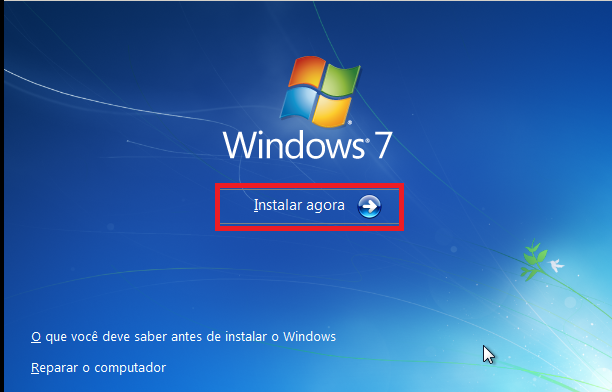 Windows 7
Instalar agora
O que você deve saber antes de instalar o Windows
Reparar o computador